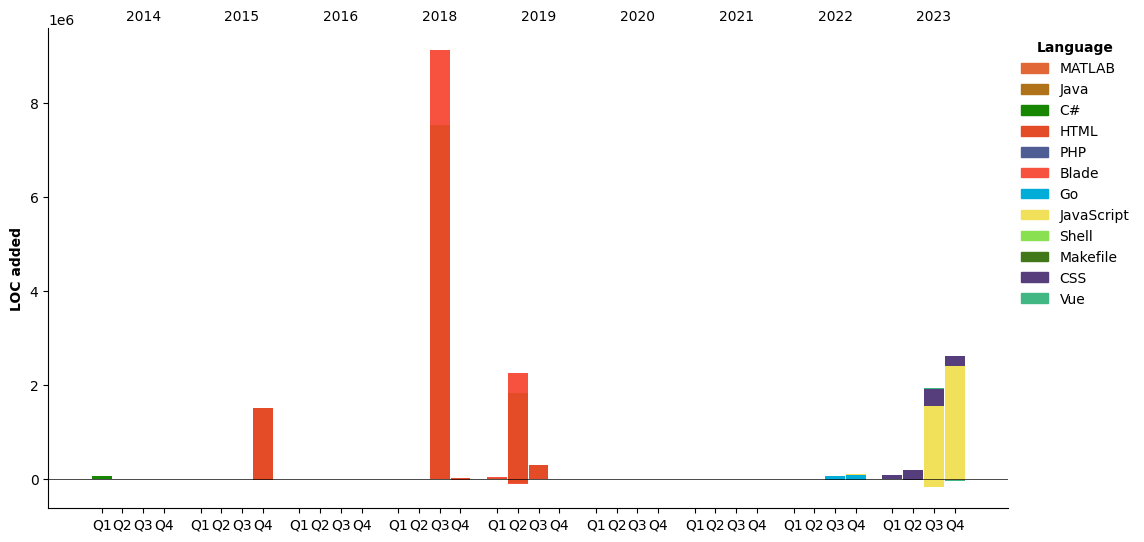 2014 2015 2016 2018 2019 2020 2021 2022 2023
1e6
Language
MATLAB
Java
C#
HTML
PHP
Blade
Go
JavaScript
Shell
Makefile
CSS
Vue
8
6
4
2
0
LOC added
Q1 Q2 Q3 Q4 Q1 Q2 Q3 Q4 Q1 Q2 Q3 Q4 Q1 Q2 Q3 Q4 Q1 Q2 Q3 Q4 Q1 Q2 Q3 Q4 Q1 Q2 Q3 Q4 Q1 Q2 Q3 Q4 Q1 Q2 Q3 Q4